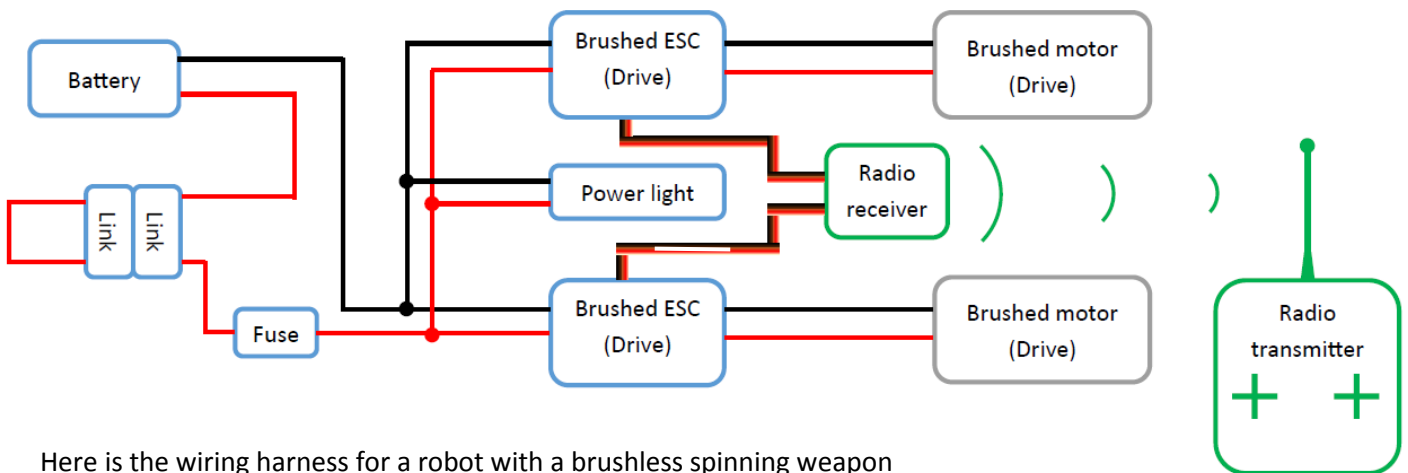 Battery
Brushed ESC
(Drive)
Brushed motor
(Drive)
Link
Link
Power light
Radio
receiver
Fuse
Brushed ESC
(Drive)
Brushed motor
(Drive)
Radio
transmitter
Here is the wiring harness for a robot with a brushless spinning weapon